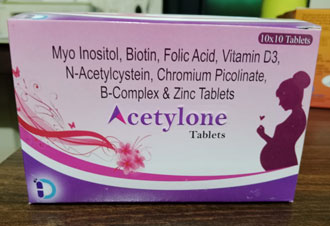 10x10 Tablets
Myo Inositol, Biotin, Folic Acid, Vitamin D3,
N-Acetylcystein, Chromium Picolinate,
B-Complex & Zinc Tablets
Acetylone
Tablets